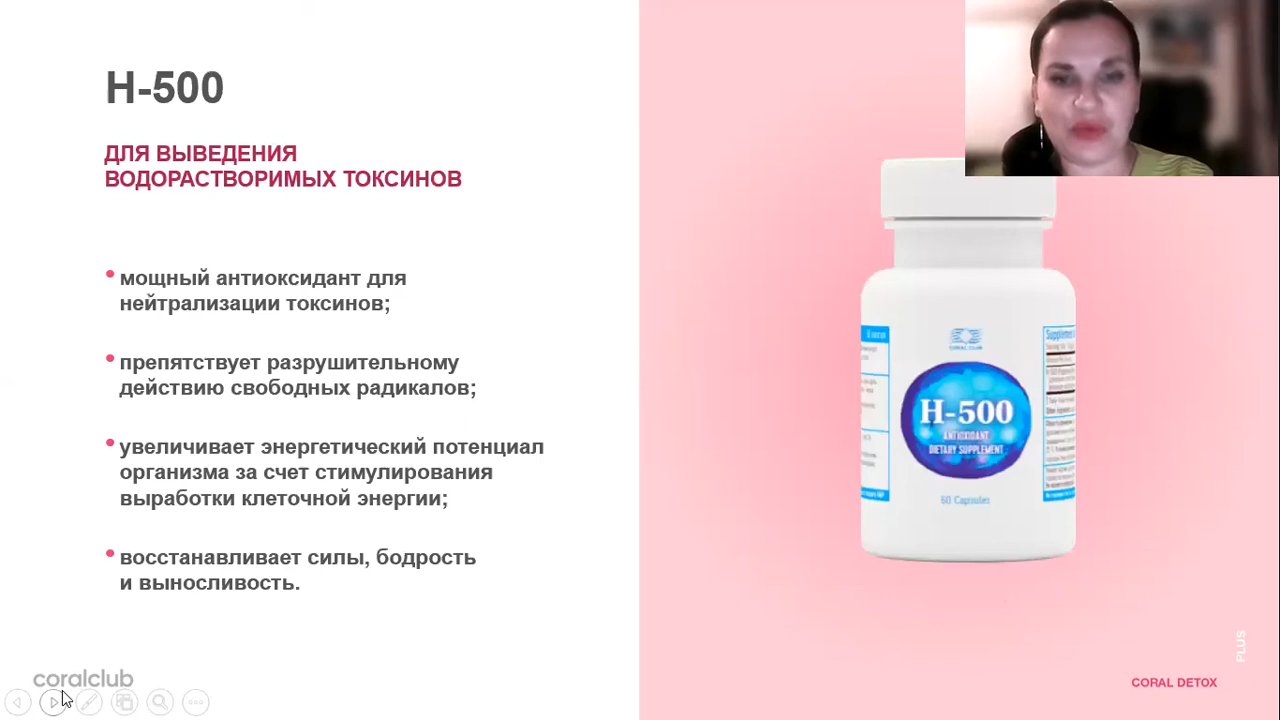 H-500
ДЛЯ ВЫВЕДЕНИЯ
ВОДОРАСТВОРИМЫХ ТОКСИНОВ
• мощный антиоксидант для
нейтрализации токсинов;
• препятствует разрушительному
действию свободных радикалов;
• увеличивает энергетический потенциал
организма за счет стимулирования
выработки клеточной энергии;
• восстанавливает силы, бодрость
и выносливость.
coralclub
CORAL CLUB
H-500
ANTIOXIDANT
DIETARY SUPPLEMENT
60 Capsules
PLUS
CORAL DETOX